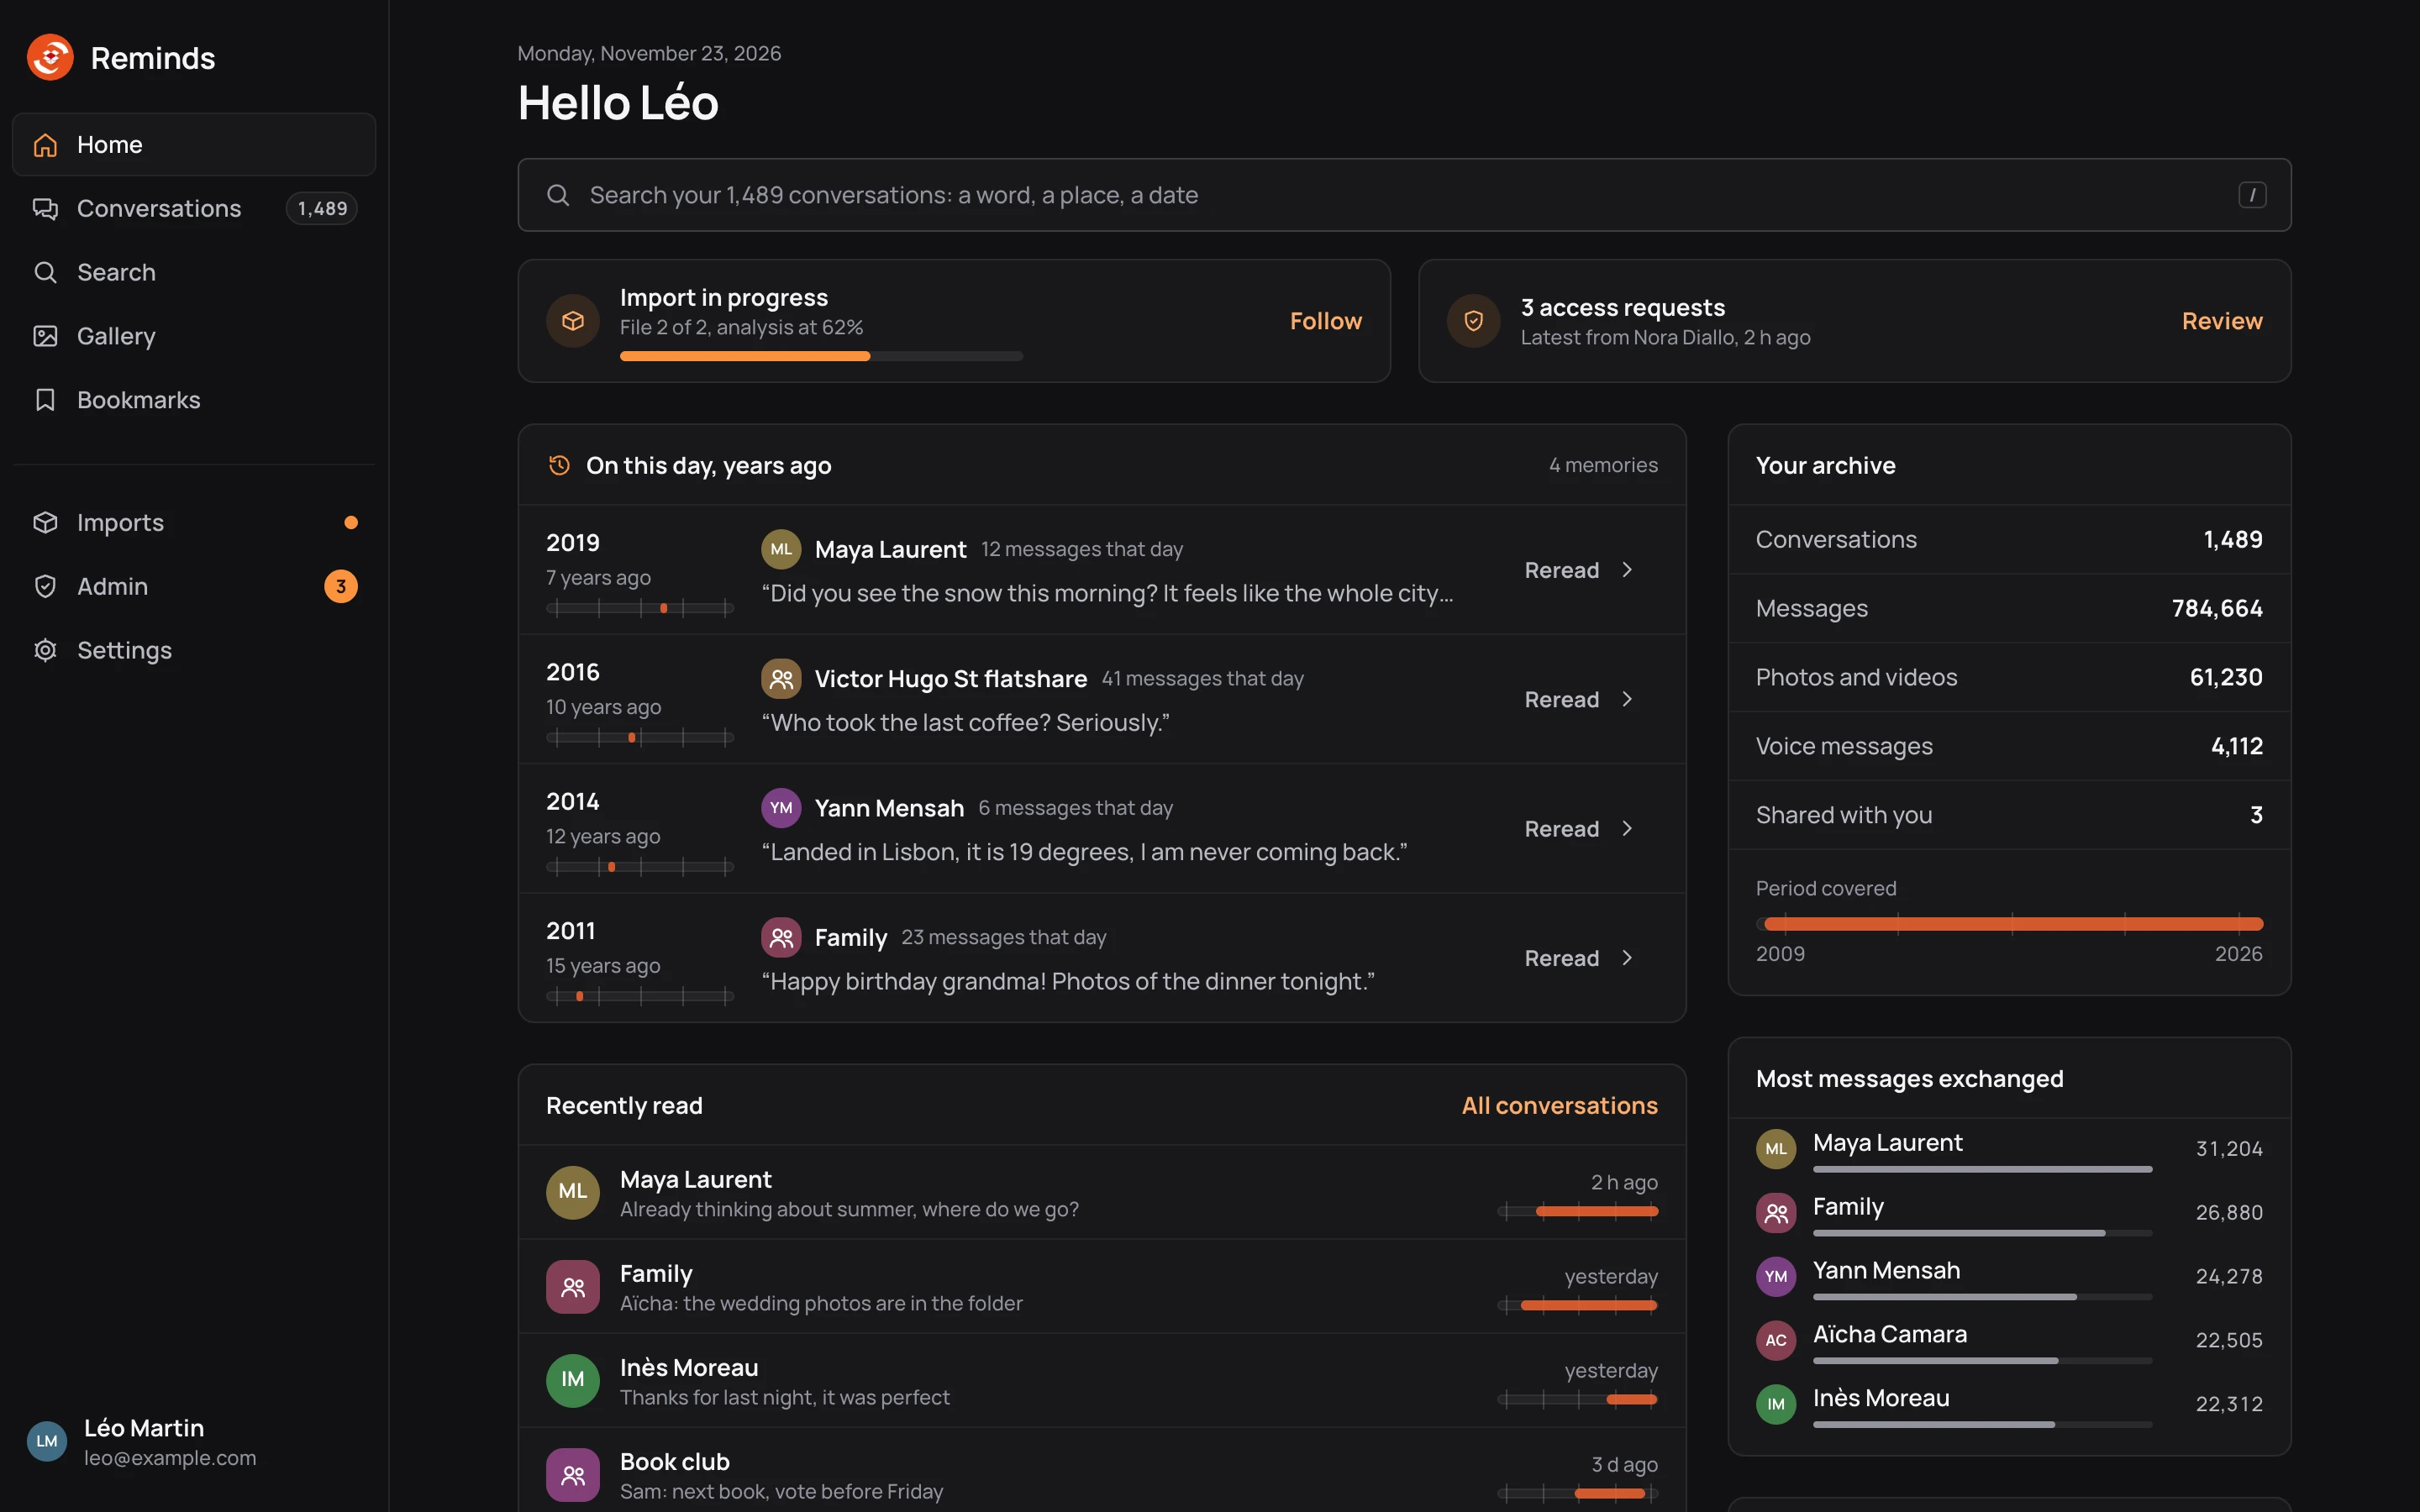 Reminds
Home
Conversations 1,489
Search
Gallery
Bookmarks
Imports
Admin 3
Settings
LM
Léo Martin
leo@example.com
Monday, November 23, 2026
Hello Léo
Search your 1,489 conversations: a word, a place, a date /
Import in progress
File 2 of 2, analysis at 62%
Follow
3 access requests
Latest from Nora Diallo, 2 h ago
Review
On this day, years ago 4 memories
2019
7 years ago
ML Maya Laurent 12 messages that day
“Did you see the snow this morning? It feels like the whole city…
Reread
2016
10 years ago
Victor Hugo St flatshare 41 messages that day
“Who took the last coffee? Seriously.”
Reread
2014
12 years ago
YM Yann Mensah 6 messages that day
“Landed in Lisbon, it is 19 degrees, I am never coming back.”
Reread
2011
15 years ago
Family 23 messages that day
“Happy birthday grandma! Photos of the dinner tonight.”
Reread
Recently read All conversations
ML
Maya Laurent
Already thinking about summer, where do we go?
2 h ago
Family
Aïcha: the wedding photos are in the folder
yesterday
IM
Inès Moreau
Thanks for last night, it was perfect
yesterday
Book club
Sam: next book, vote before Friday
3 d ago
Your archive
Conversations 1,489
Messages 784,664
Photos and videos 61,230
Voice messages 4,112
Shared with you 3
Period covered
2009 2026
Most messages exchanged
ML Maya Laurent 31,204
Family 26,880
YM Yann Mensah 24,278
AC Aïcha Camara 22,505
IM Inès Moreau 22,312